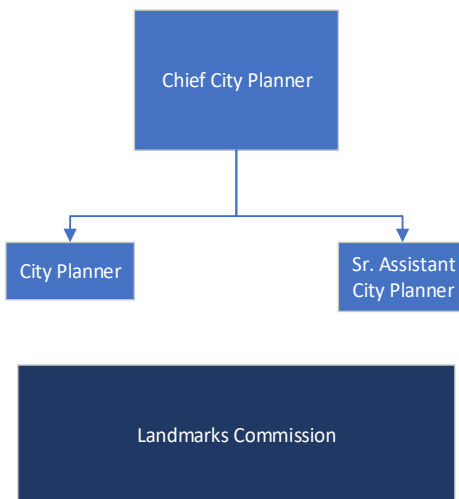 Chief City Planner
City Planner
Sr. Assistant
City Planner
Landmarks Commission